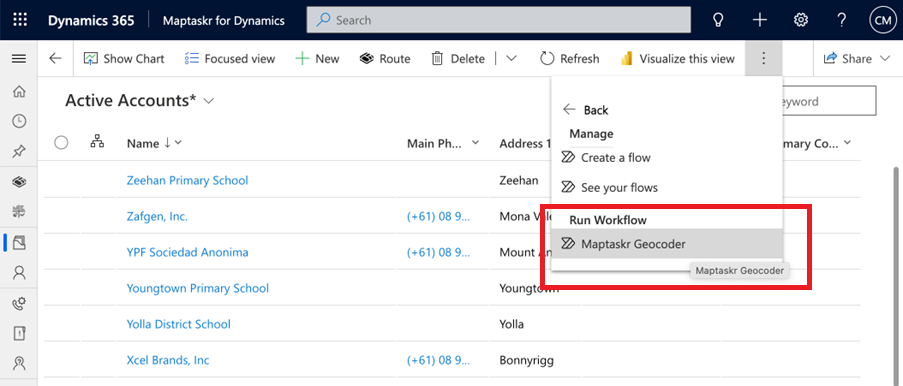 Dynamics 365 Maptaskr for Dynamics Search ? CM
Show Chart Focused view New Route Delete Refresh Visualize this view Share
Active Accounts* eyword
Back
Manage
Name Main Ph... Address 1 mary Co...
Create a flow
Zeehan Primary School Zeehan
See your flows
Zafgen, Inc. (+61) 08 9... Mona Vale
Run Workflow
YPF Sociedad Anonima (+61) 08 9... Mount An
Maptaskr Geocoder
Maptaskr Geocoder
Youngtown Primary School Youngtown
Yolla District School Yolla
Xcel Brands, Inc (+61) 08 9... Bonnyrigg